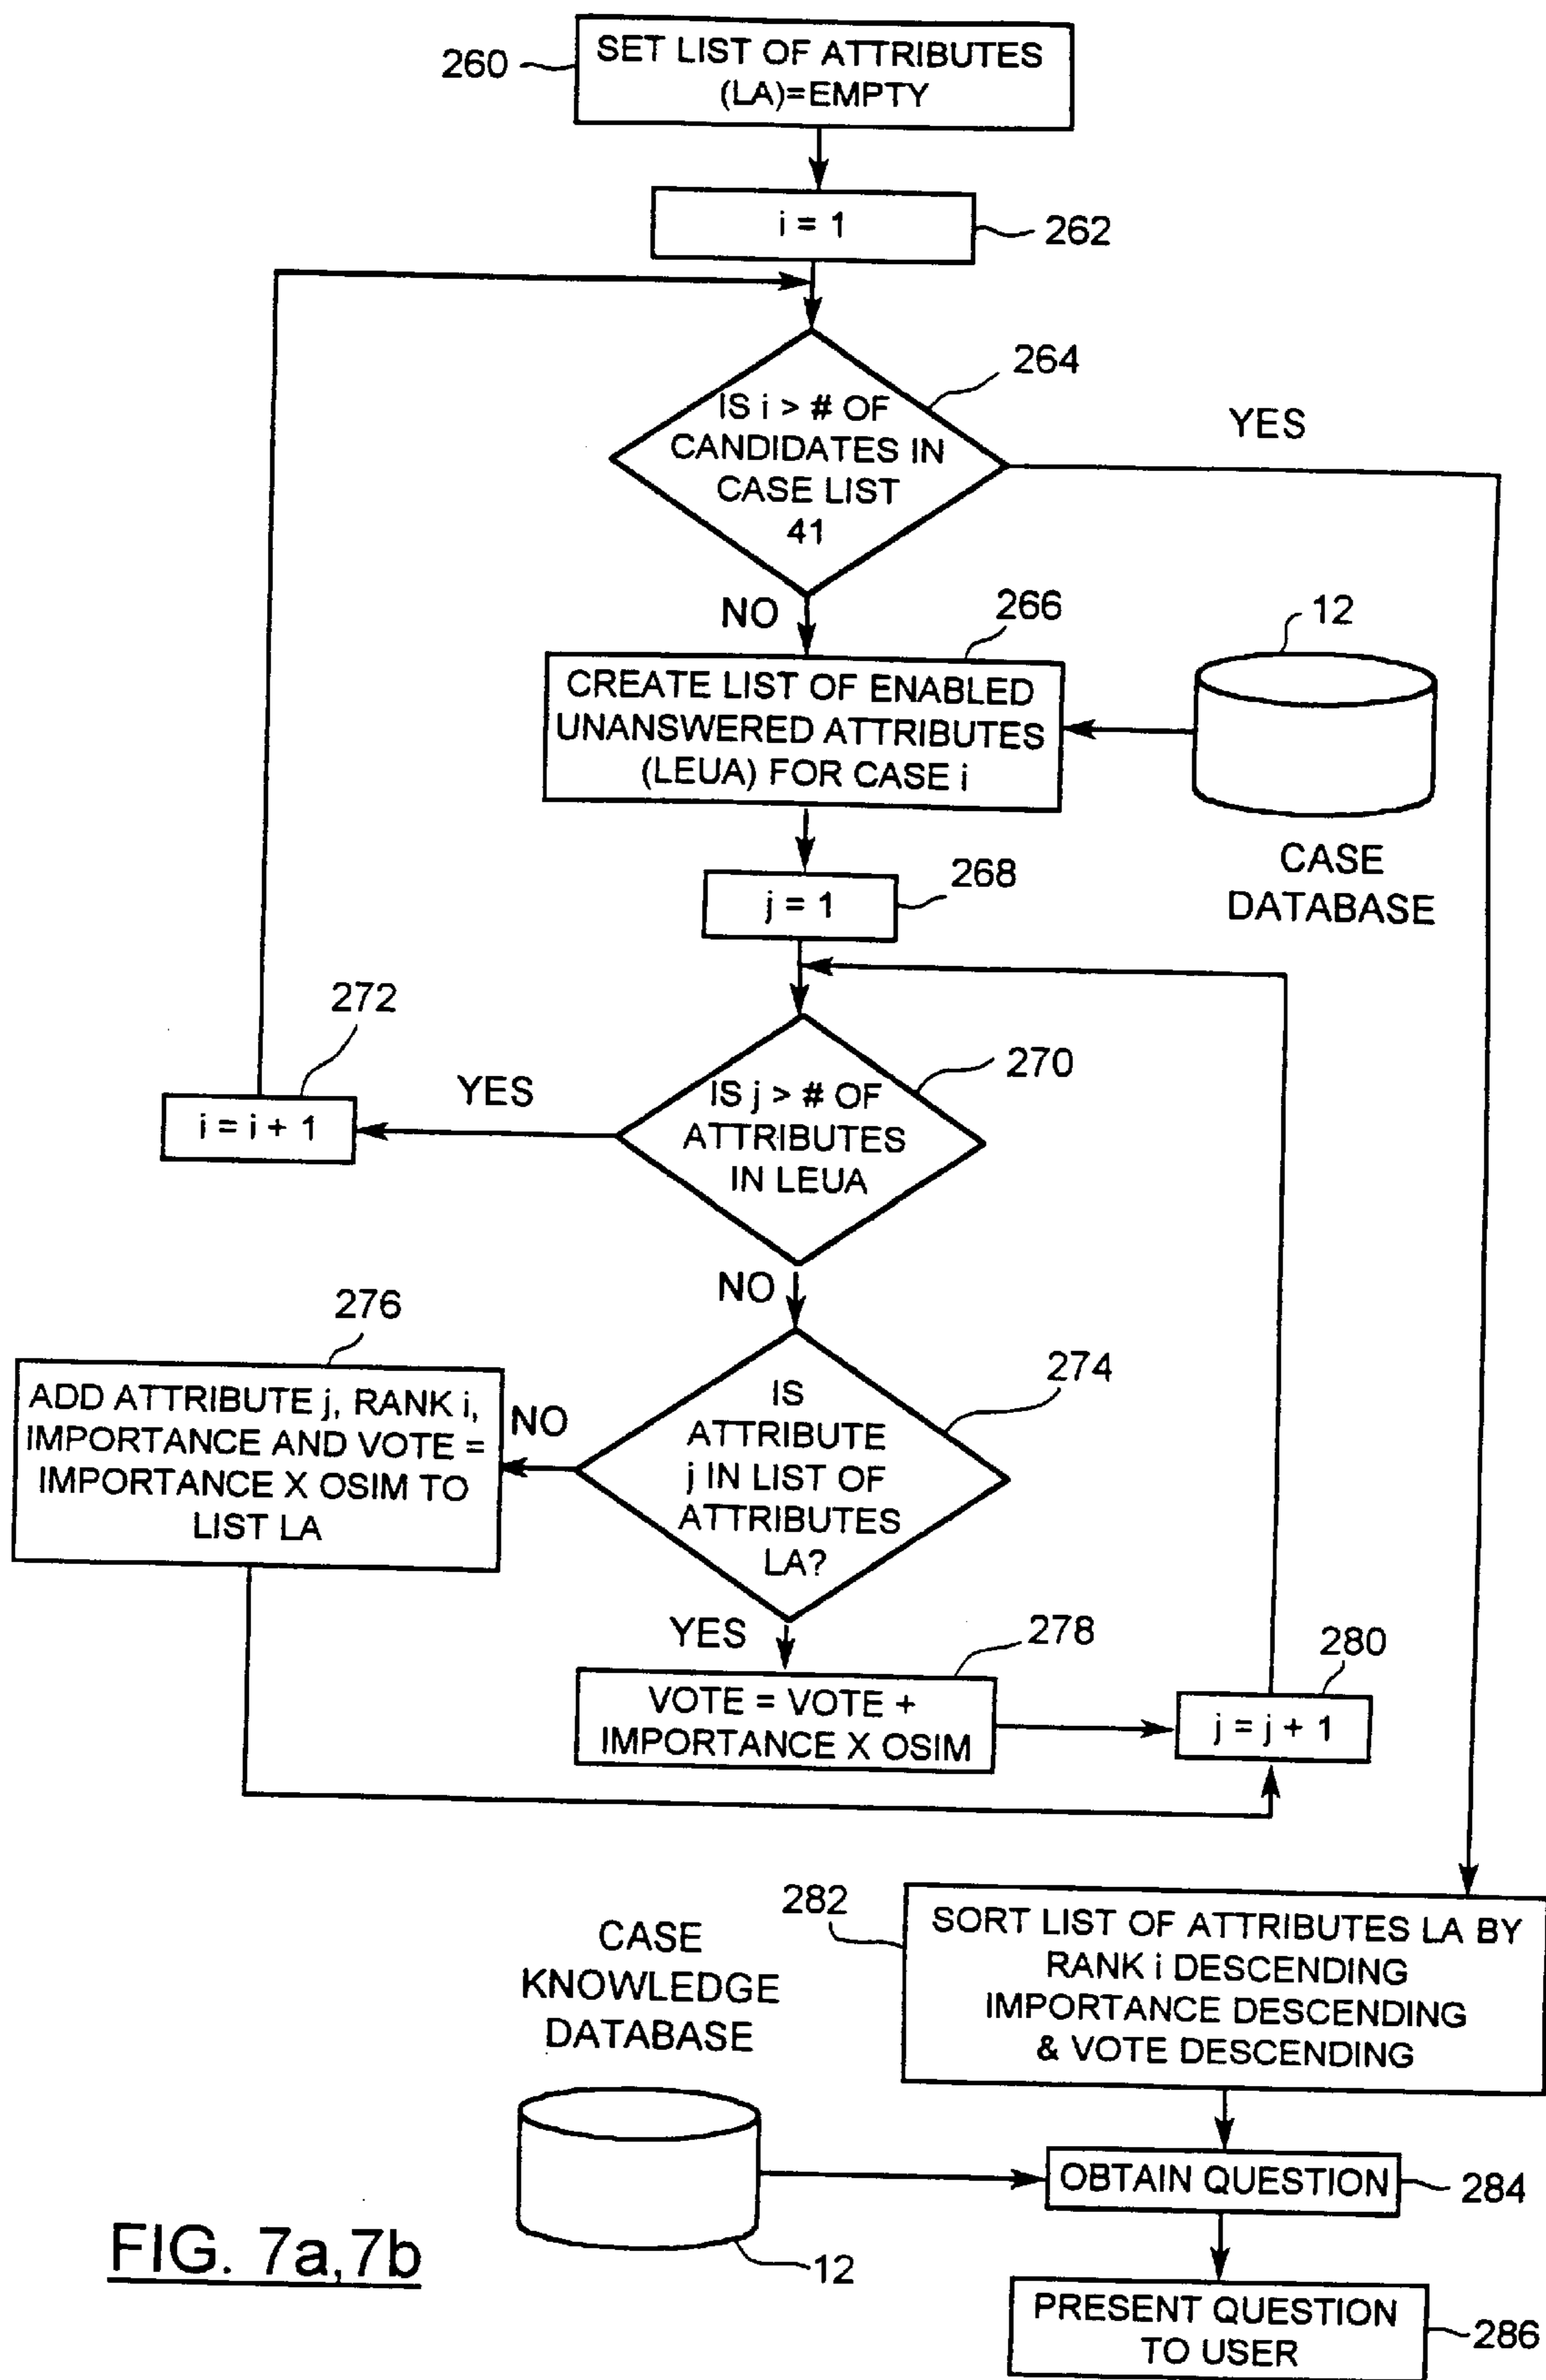 260
SET LIST OF ATTRIBUTES
(LA)=EMPTY
i = 1
262
264
IS i > # OF
CANDIDATES IN
CASE LIST
41
YES
NO
266
12
CREATE LIST OF ENABLED
UNANSWERED ATTRIBUTES
(LEUA) FOR CASE i
CASE
DATABASE
268
j = 1
272
270
YES
i = i + 1
IS j > # OF
ATTRIBUTES
IN LEUA
NO
276
274
ADD ATTRIBUTE j, RANK i,
IMPORTANCE AND VOTE =
IMPORTANCE X OSIM TO
LIST LA
NO
IS
ATTRIBUTE
j IN LIST OF
ATTRIBUTES
LA?
YES
278
280
VOTE = VOTE +
IMPORTANCE X OSIM
j = j + 1
282
SORT LIST OF ATTRIBUTES LA BY
RANK i DESCENDING
IMPORTANCE DESCENDING
& VOTE DESCENDING
CASE
KNOWLEDGE
DATABASE
OBTAIN QUESTION
284
12
PRESENT QUESTION
TO USER
286
FIG. 7a,7b